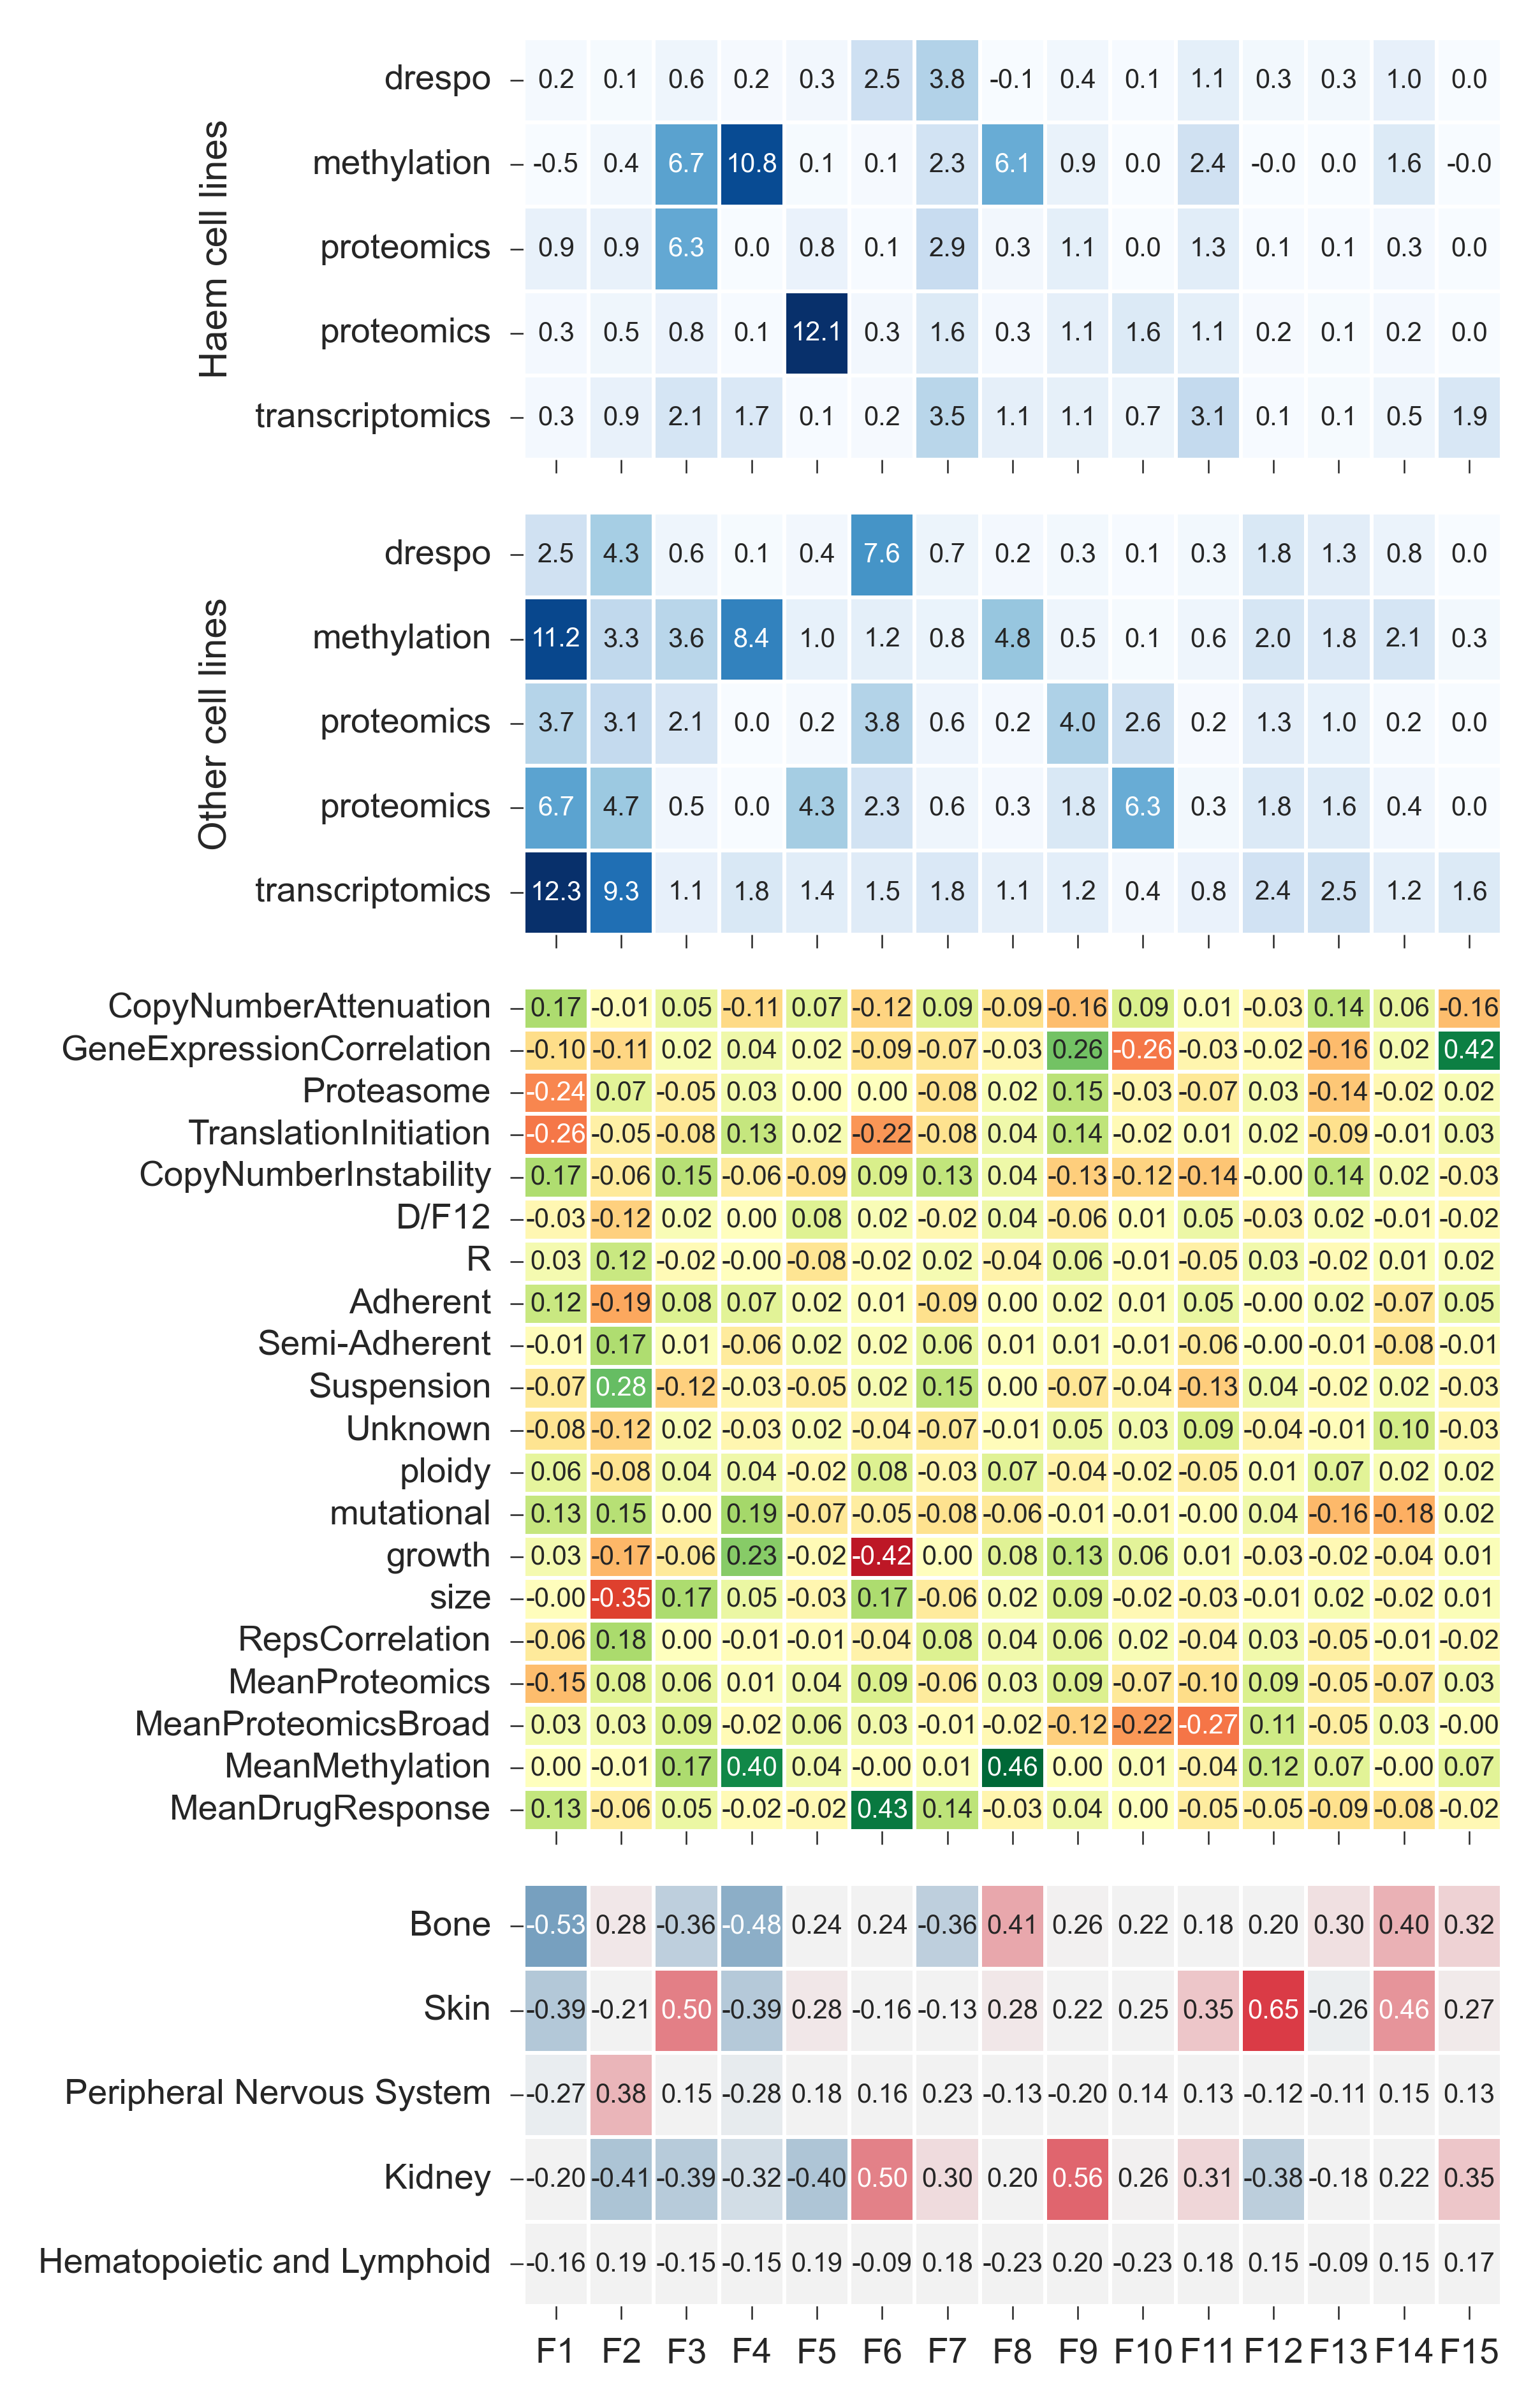 Haem cell lines
drespo 0.2 0.1 0.6 0.2 0.3 2.5 3.8 -0.1 0.4 0.1 1.1 0.3 0.3 1.0 0.0
methylation -0.5 0.4 6.7 10.8 0.1 0.1 2.3 6.1 0.9 0.0 2.4 -0.0 0.0 1.6 -0.0
proteomics 0.9 0.9 6.3 0.0 0.8 0.1 2.9 0.3 1.1 0.0 1.3 0.1 0.1 0.3 0.0
proteomics 0.3 0.5 0.8 0.1 12.1 0.3 1.6 0.3 1.1 1.6 1.1 0.2 0.1 0.2 0.0
transcriptomics 0.3 0.9 2.1 1.7 0.1 0.2 3.5 1.1 1.1 0.7 3.1 0.1 0.1 0.5 1.9
Other cell lines
drespo 2.5 4.3 0.6 0.1 0.4 7.6 0.7 0.2 0.3 0.1 0.3 1.8 1.3 0.8 0.0
methylation 11.2 3.3 3.6 8.4 1.0 1.2 0.8 4.8 0.5 0.1 0.6 2.0 1.8 2.1 0.3
proteomics 3.7 3.1 2.1 0.0 0.2 3.8 0.6 0.2 4.0 2.6 0.2 1.3 1.0 0.2 0.0
proteomics 6.7 4.7 0.5 0.0 4.3 2.3 0.6 0.3 1.8 6.3 0.3 1.8 1.6 0.4 0.0
transcriptomics 12.3 9.3 1.1 1.8 1.4 1.5 1.8 1.1 1.2 0.4 0.8 2.4 2.5 1.2 1.6
CopyNumberAttenuation 0.17 -0.01 0.05 -0.11 0.07 -0.12 0.09 -0.09 -0.16 0.09 0.01 -0.03 0.14 0.06 -0.16
GeneExpressionCorrelation -0.10 -0.11 0.02 0.04 0.02 -0.09 -0.07 -0.03 0.26 -0.26 -0.03 -0.02 -0.16 0.02 0.42
Proteasome -0.24 0.07 -0.05 0.03 0.00 0.00 -0.08 0.02 0.15 -0.03 -0.07 0.03 -0.14 -0.02 0.02
TranslationInitiation -0.26 -0.05 -0.08 0.13 0.02 -0.22 -0.08 0.04 0.14 -0.02 0.01 0.02 -0.09 -0.01 0.03
CopyNumberInstability 0.17 -0.06 0.15 -0.06 -0.09 0.09 0.13 0.04 -0.13 -0.12 -0.14 -0.00 0.14 0.02 -0.03
D/F12 -0.03 -0.12 0.02 0.00 0.08 0.02 -0.02 0.04 -0.06 0.01 0.05 -0.03 0.02 -0.01 -0.02
R 0.03 0.12 -0.02 -0.00 -0.08 -0.02 0.02 -0.04 0.06 -0.01 -0.05 0.03 -0.02 0.01 0.02
Adherent 0.12 -0.19 0.08 0.07 0.02 0.01 -0.09 0.00 0.02 0.01 0.05 -0.00 0.02 -0.07 0.05
Semi-Adherent -0.01 0.17 0.01 -0.06 0.02 0.02 0.06 0.01 0.01 -0.01 -0.06 -0.00 -0.01 -0.08 -0.01
Suspension -0.07 0.28 -0.12 -0.03 -0.05 0.02 0.15 0.00 -0.07 -0.04 -0.13 0.04 -0.02 0.02 -0.03
Unknown -0.08 -0.12 0.02 -0.03 0.02 -0.04 -0.07 -0.01 0.05 0.03 0.09 -0.04 -0.01 0.10 -0.03
ploidy 0.06 -0.08 0.04 0.04 -0.02 0.08 -0.03 0.07 -0.04 -0.02 -0.05 0.01 0.07 0.02 0.02
mutational 0.13 0.15 0.00 0.19 -0.07 -0.05 -0.08 -0.06 -0.01 -0.01 -0.00 0.04 -0.16 -0.18 0.02
growth 0.03 -0.17 -0.06 0.23 -0.02 -0.42 0.00 0.08 0.13 0.06 0.01 -0.03 -0.02 -0.04 0.01
size -0.00 -0.35 0.17 0.05 -0.03 0.17 -0.06 0.02 0.09 -0.02 -0.03 -0.01 0.02 -0.02 0.01
RepsCorrelation -0.06 0.18 0.00 -0.01 -0.01 -0.04 0.08 0.04 0.06 0.02 -0.04 0.03 -0.05 -0.01 -0.02
MeanProteomics -0.15 0.08 0.06 0.01 0.04 0.09 -0.06 0.03 0.09 -0.07 -0.10 0.09 -0.05 -0.07 0.03
MeanProteomicsBroad 0.03 0.03 0.09 -0.02 0.06 0.03 -0.01 -0.02 -0.12 -0.22 -0.27 0.11 -0.05 0.03 -0.00
MeanMethylation 0.00 -0.01 0.17 0.40 0.04 -0.00 0.01 0.46 0.00 0.01 -0.04 0.12 0.07 -0.00 0.07
MeanDrugResponse 0.13 -0.06 0.05 -0.02 -0.02 0.43 0.14 -0.03 0.04 0.00 -0.05 -0.05 -0.09 -0.08 -0.02
Bone -0.53 0.28 -0.36 -0.48 0.24 0.24 -0.36 0.41 0.26 0.22 0.18 0.20 0.30 0.40 0.32
Skin -0.39 -0.21 0.50 -0.39 0.28 -0.16 -0.13 0.28 0.22 0.25 0.35 0.65 -0.26 0.46 0.27
Peripheral Nervous System -0.27 0.38 0.15 -0.28 0.18 0.16 0.23 -0.13 -0.20 0.14 0.13 -0.12 -0.11 0.15 0.13
Kidney -0.20 -0.41 -0.39 -0.32 -0.40 0.50 0.30 0.20 0.56 0.26 0.31 -0.38 -0.18 0.22 0.35
Hematopoietic and Lymphoid -0.16 0.19 -0.15 -0.15 0.19 -0.09 0.18 -0.23 0.20 -0.23 0.18 0.15 -0.09 0.15 0.17
F1 F2 F3 F4 F5 F6 F7 F8 F9 F10 F11 F12 F13 F14 F15